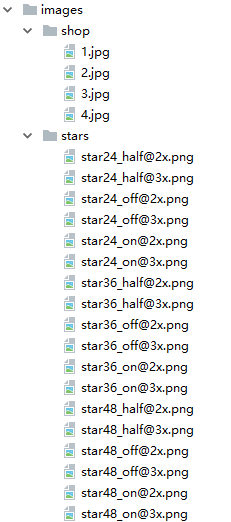 images
shop
1.jpg
2.jpg
3.jpg
4.jpg
stars
star24_half@2x.png
star24_half@3x.png
star24_off@2x.png
star24_off@3x.png
star24_on@2x.png
star24_on@3x.png
star36_half@2x.png
star36_half@3x.png
star36_off@2x.png
star36_off@3x.png
star36_on@2x.png
star36_on@3x.png
star48_half@2x.png
star48_half@3x.png
star48_off@2x.png
star48_off@3x.png
star48_on@2x.png
star48_on@3x.png